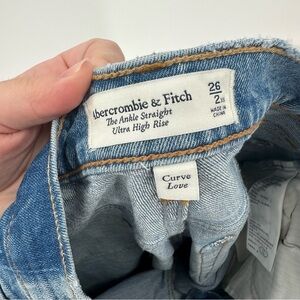 Abercrombie & Fitch
The Ankle Straight
Ultra High Rise
26
2
MADE IN
CHINA
Curve
Love